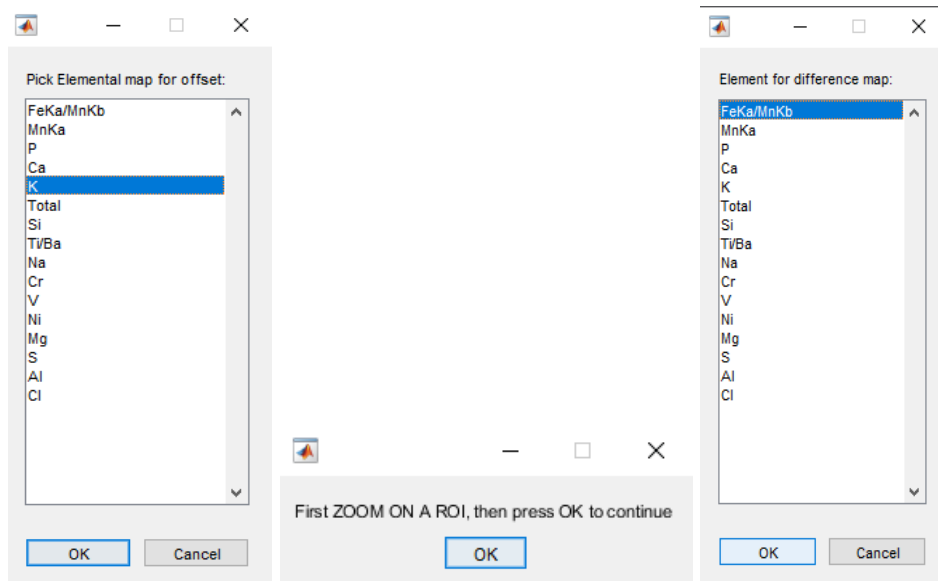 Pick Elemental map for offset:
FeKa/MnKb
MnKa
P
Ca
K
Total
Si
Ti/Ba
Na
Cr
V
Ni
Mg
S
Al
Cl
OK
Cancel
First ZOOM ON A ROI, then press OK to continue
OK
Element for difference map:
FeKa/MnKb
MnKa
P
Ca
K
Total
Si
Ti/Ba
Na
Cr
V
Ni
Mg
S
Al
Cl
OK
Cancel